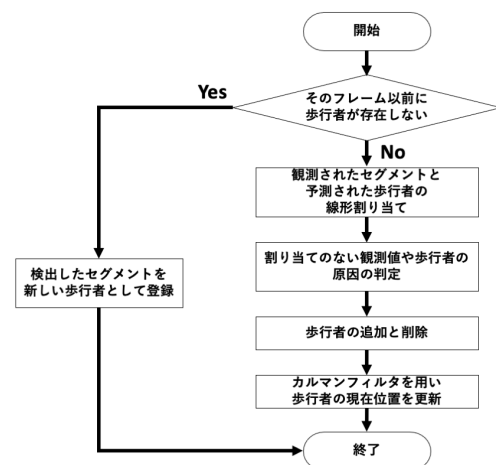 開始
そのフレーム以前に
歩行者が存在しない
Yes
No
観測されたセグメントと
予測された歩行者の
線形割り当て
割り当てのない観測値や歩行者の
原因の判定
検出したセグメントを
新しい歩行者として登録
歩行者の追加と削除
カルマンフィルタを用い
歩行者の現在位置を更新
終了